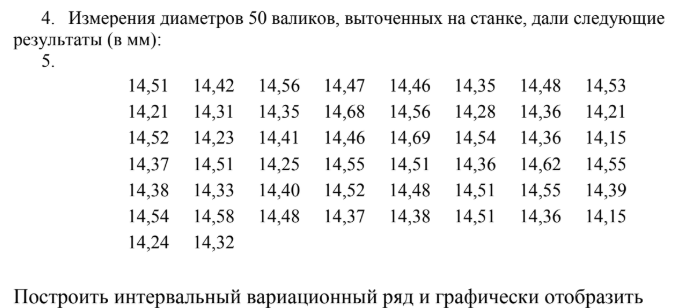 4. Измерения диаметров 50 валиков, выточенных на станке, дали следующие
результаты (в мм):
5.
14,51 14,42 14,56 14,47 14,46 14,35 14,48 14,53
14,21 14,31 14,35 14,68 14,56 14,28 14,36 14,21
14,52 14,23 14,41 14,46 14,69 14,54 14,36 14,15
14,37 14,51 14,25 14,55 14,51 14,36 14,62 14,55
14,38 14,33 14,40 14,52 14,48 14,51 14,55 14,39
14,54 14,58 14,48 14,37 14,38 14,51 14,36 14,15
14,24 14,32
Построить интервальный вариационный ряд и графически отобразить